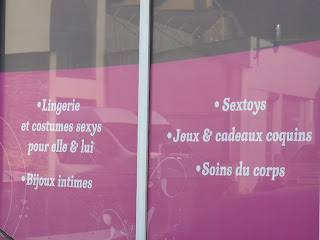 •Lingerie
et costumes sexys
pour elle & lui
•Bijoux intimes
•Sextoys
•Jeux & cadeaux coquins
•Soins du corps